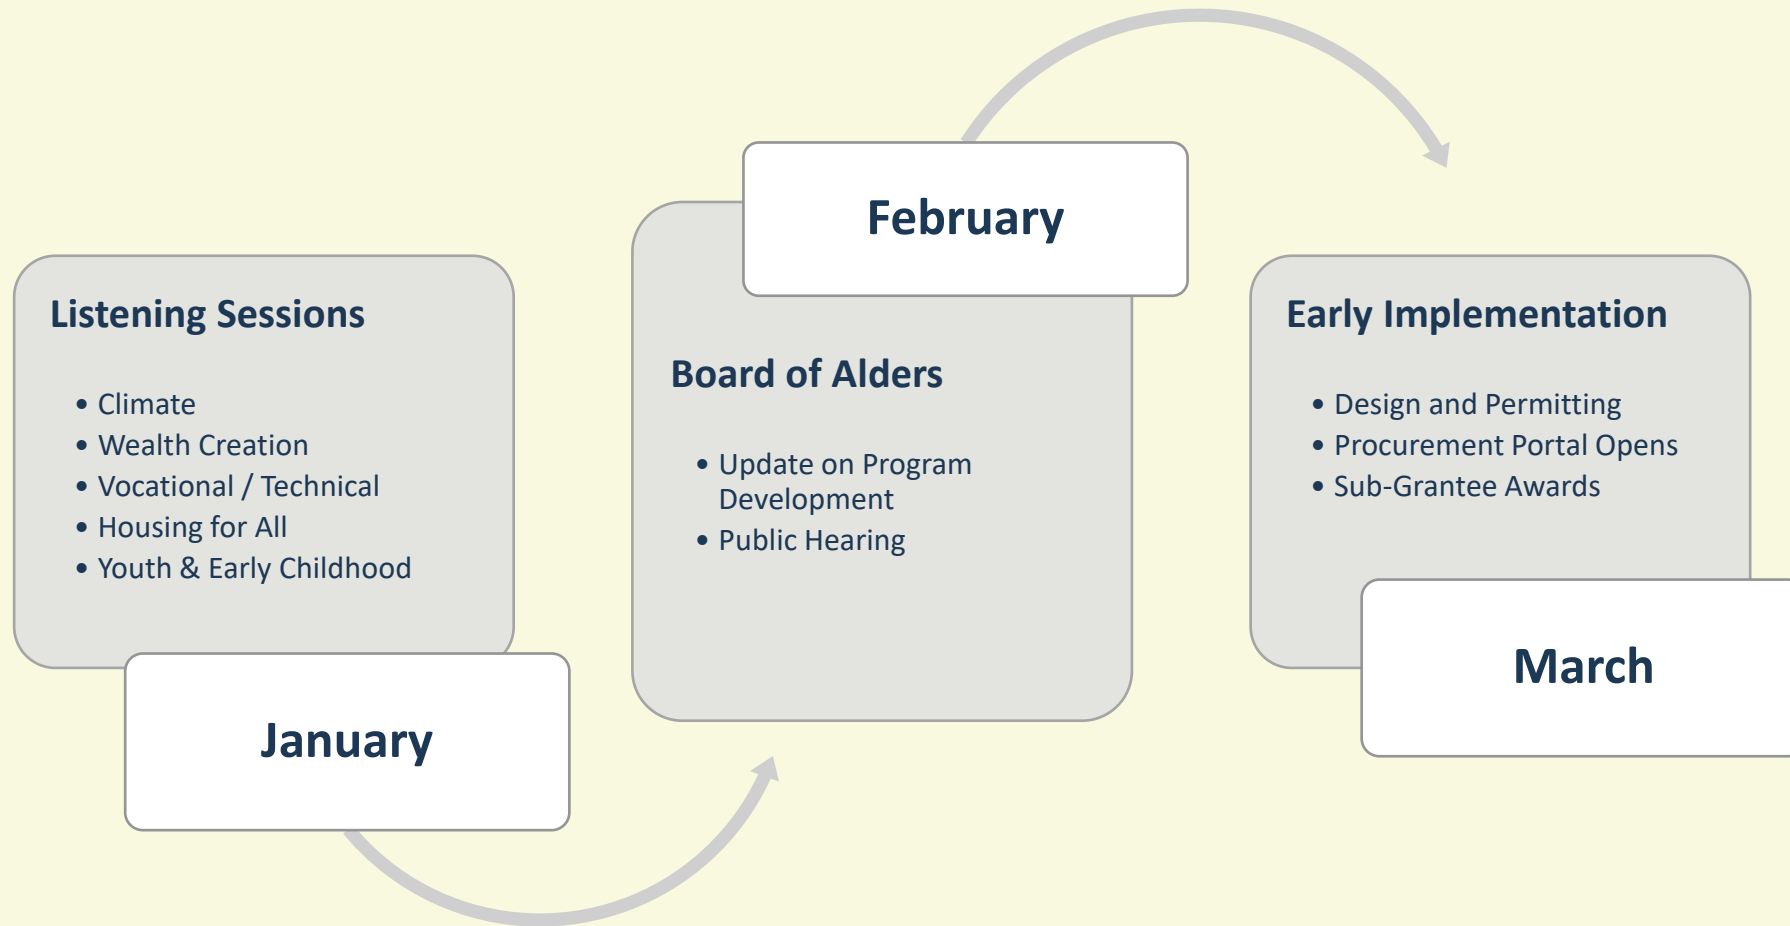 Listening Sessions
• Climate
• Wealth Creation
• Vocational / Technical
• Housing for All
• Youth & Early Childhood
January
February
Board of Alders
• Update on Program
Development
• Public Hearing
Early Implementation
• Design and Permitting
• Procurement Portal Opens
• Sub-Grantee Awards
March